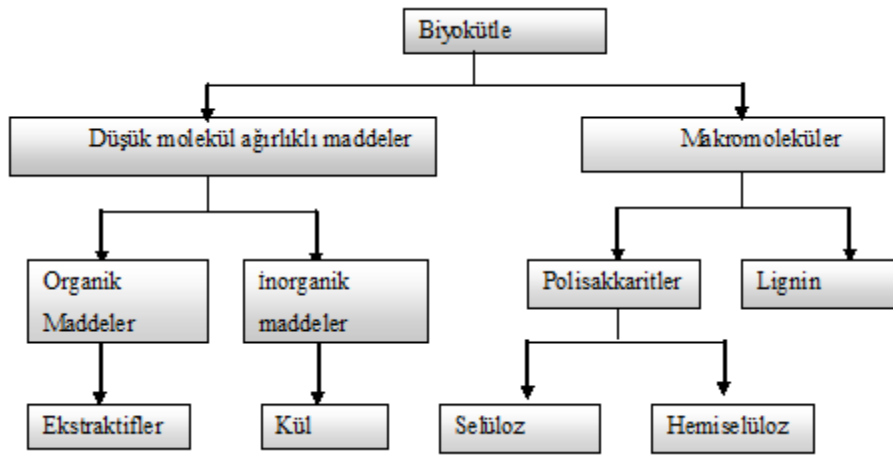 Biyokütle
Düşük molekül ağırlıklı maddeler
Makromoleküler
Organik
Maddeler
İnorganik
maddeler
Polisakkaritler
Lignin
Ekstraktifler
Kül
Selüloz
Hemiselüloz